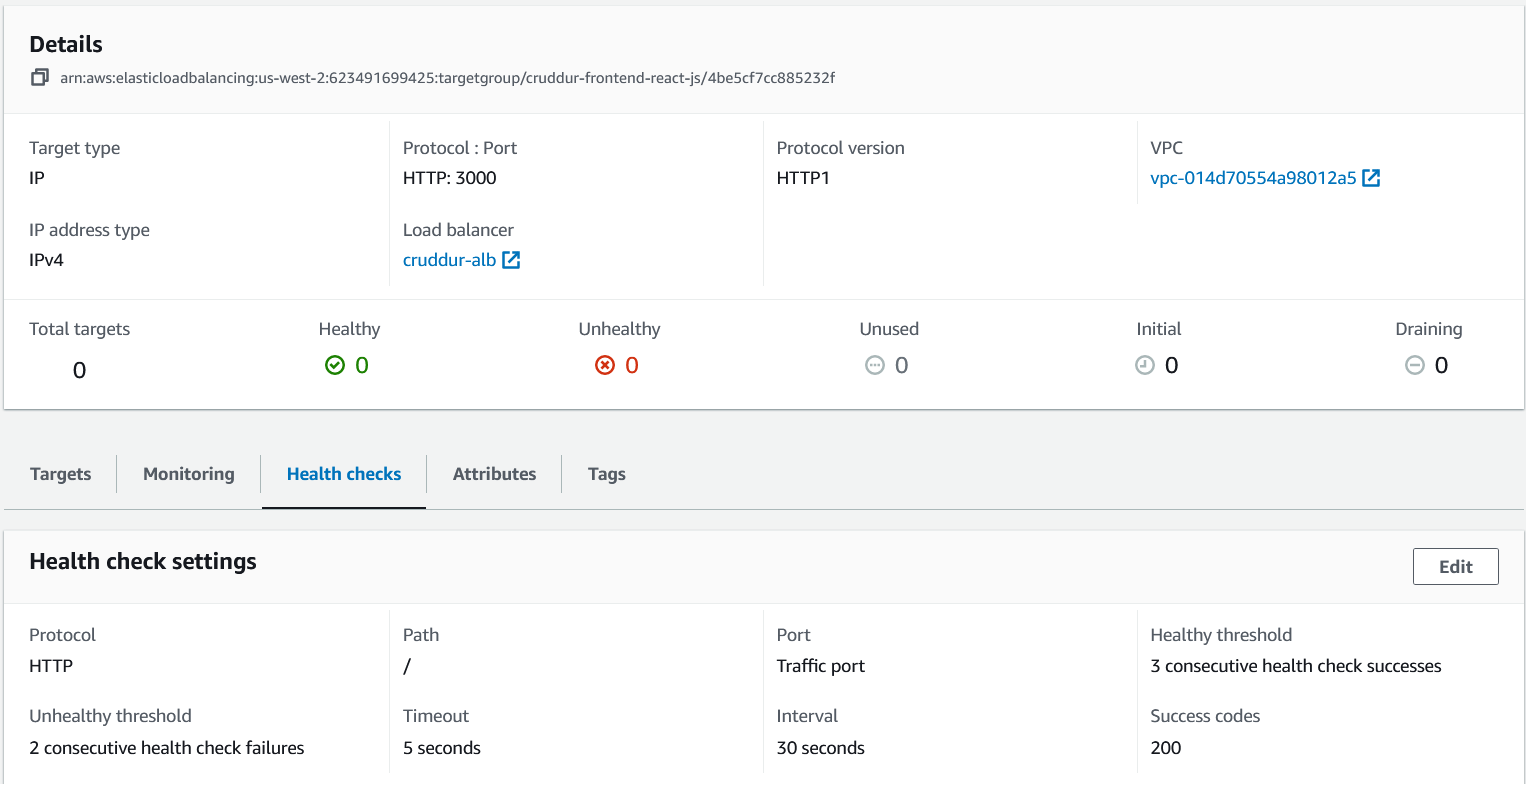 Details
arn:aws:elasticloadbalancing:us-west-2:623491699425:targetgroup/cruddur-frontend-react-js/4be5cf7cc885232f
Target type
IP
Protocol : Port
HTTP: 3000
Protocol version
HTTP1
VPC
vpc-014d70554a98012a5
IP address type
IPv4
Load balancer
cruddur-alb
Total targets
0
Healthy
0
Unhealthy
0
Unused
0
Initial
0
Draining
0
Targets
Monitoring
Health checks
Attributes
Tags
Health check settings
Edit
Protocol
HTTP
Path
/
Port
Traffic port
Healthy threshold
3 consecutive health check successes
Unhealthy threshold
2 consecutive health check failures
Timeout
5 seconds
Interval
30 seconds
Success codes
200